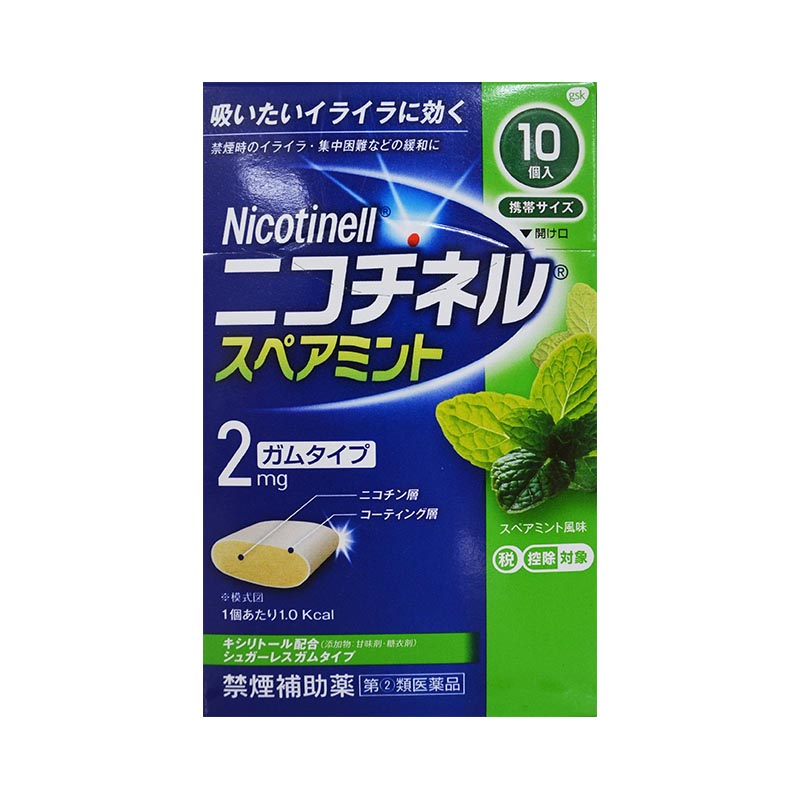 吸いたいイライラに効く
禁煙時のイライラ・集中困難などの緩和に
gsk
10
個入
携帯サイズ
▼開け口
Nicotinell®
ニコチネル®
スペアミント
2mg
ガムタイプ
ニコチン層
コーティング層
※模式図
1個あたり1.0 Kcal
スペアミント風味
税 控除 対象
キシリトール配合(添加物:甘味剤・糖衣剤)
シュガーレスガムタイプ
禁煙補助薬 第②類医薬品